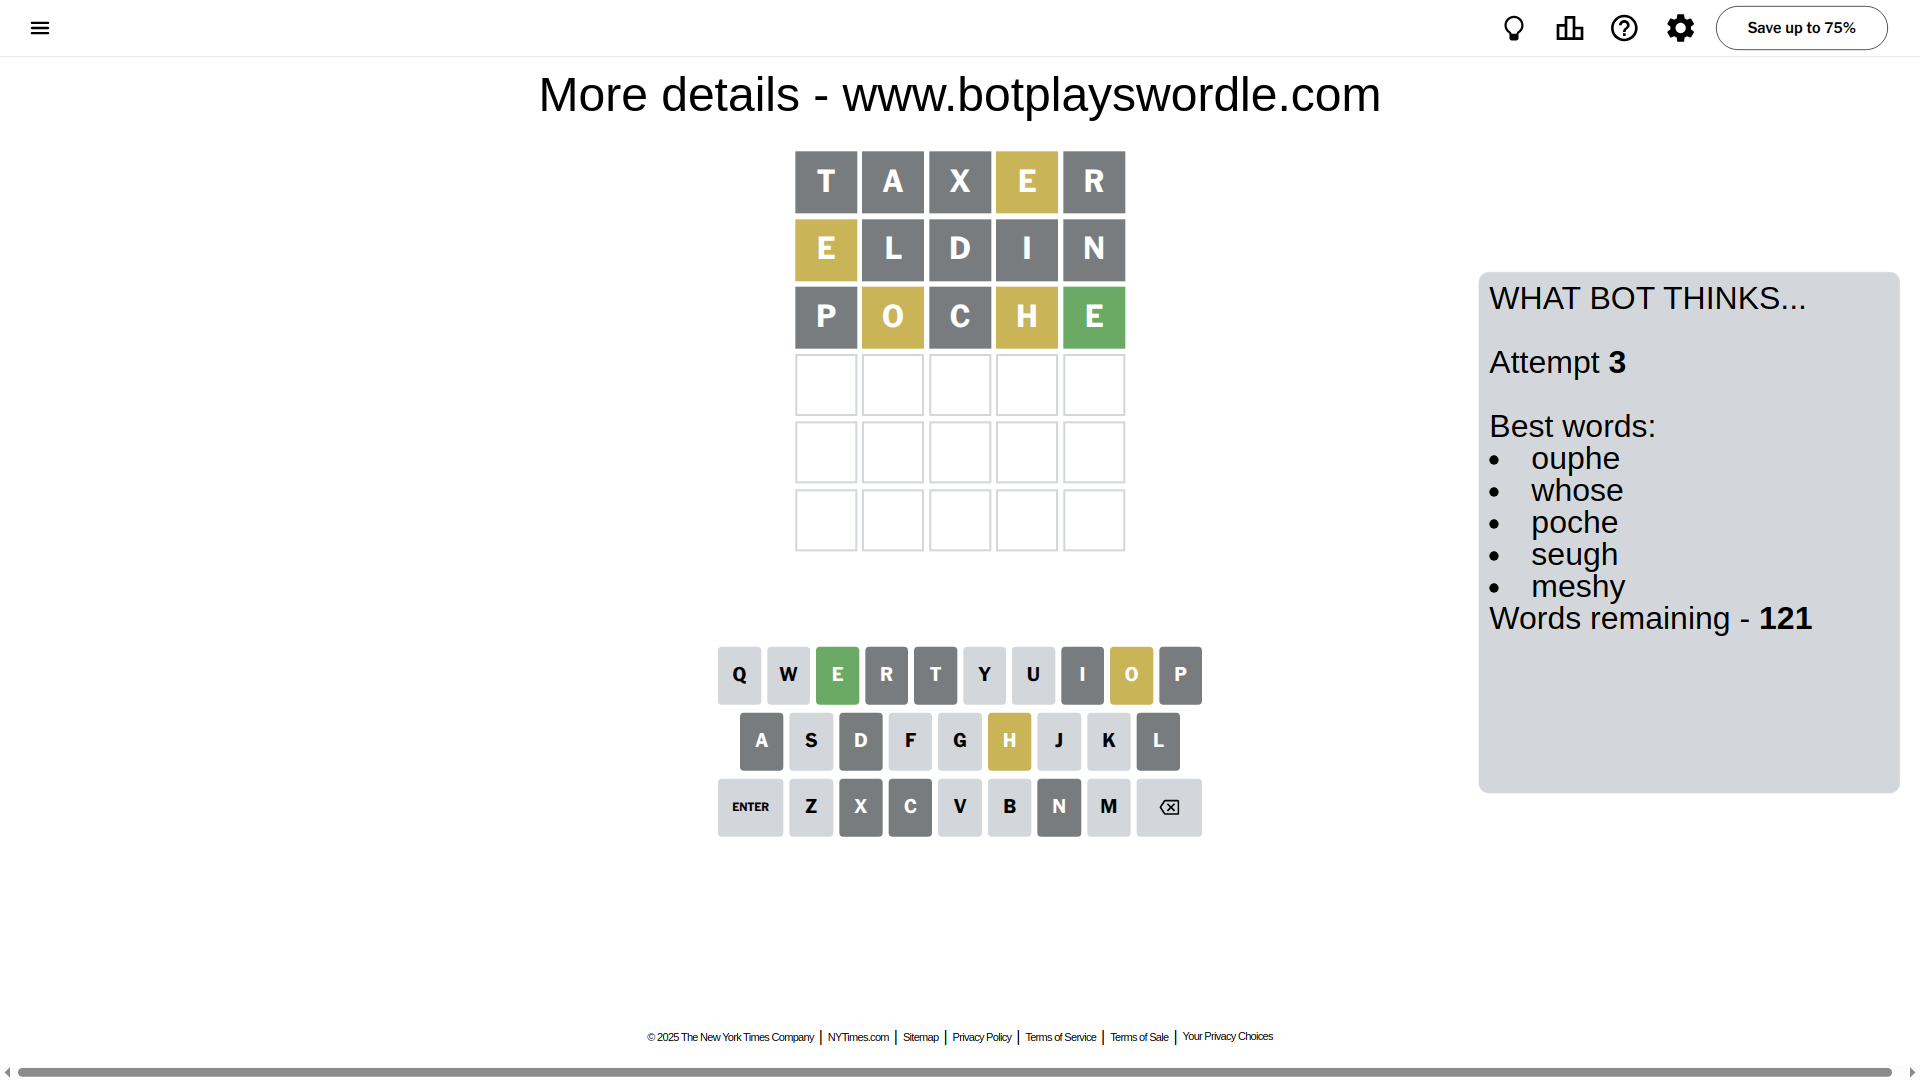 Save up to 75%
More details - www.botplayswordle.com
T A X E R
E L D I N
P O C H E
WHAT BOT THINKS...
Attempt 3
Best words:
• ouphe
• whose
• poche
• seugh
• meshy
Words remaining - 121
Q W E R T Y U I O P
A S D F G H J K L
ENTER Z X C V B N M
© 2025 The New York Times Company | NYTimes.com | Sitemap | Privacy Policy | Terms of Service | Terms of Sale | Your Privacy Choices